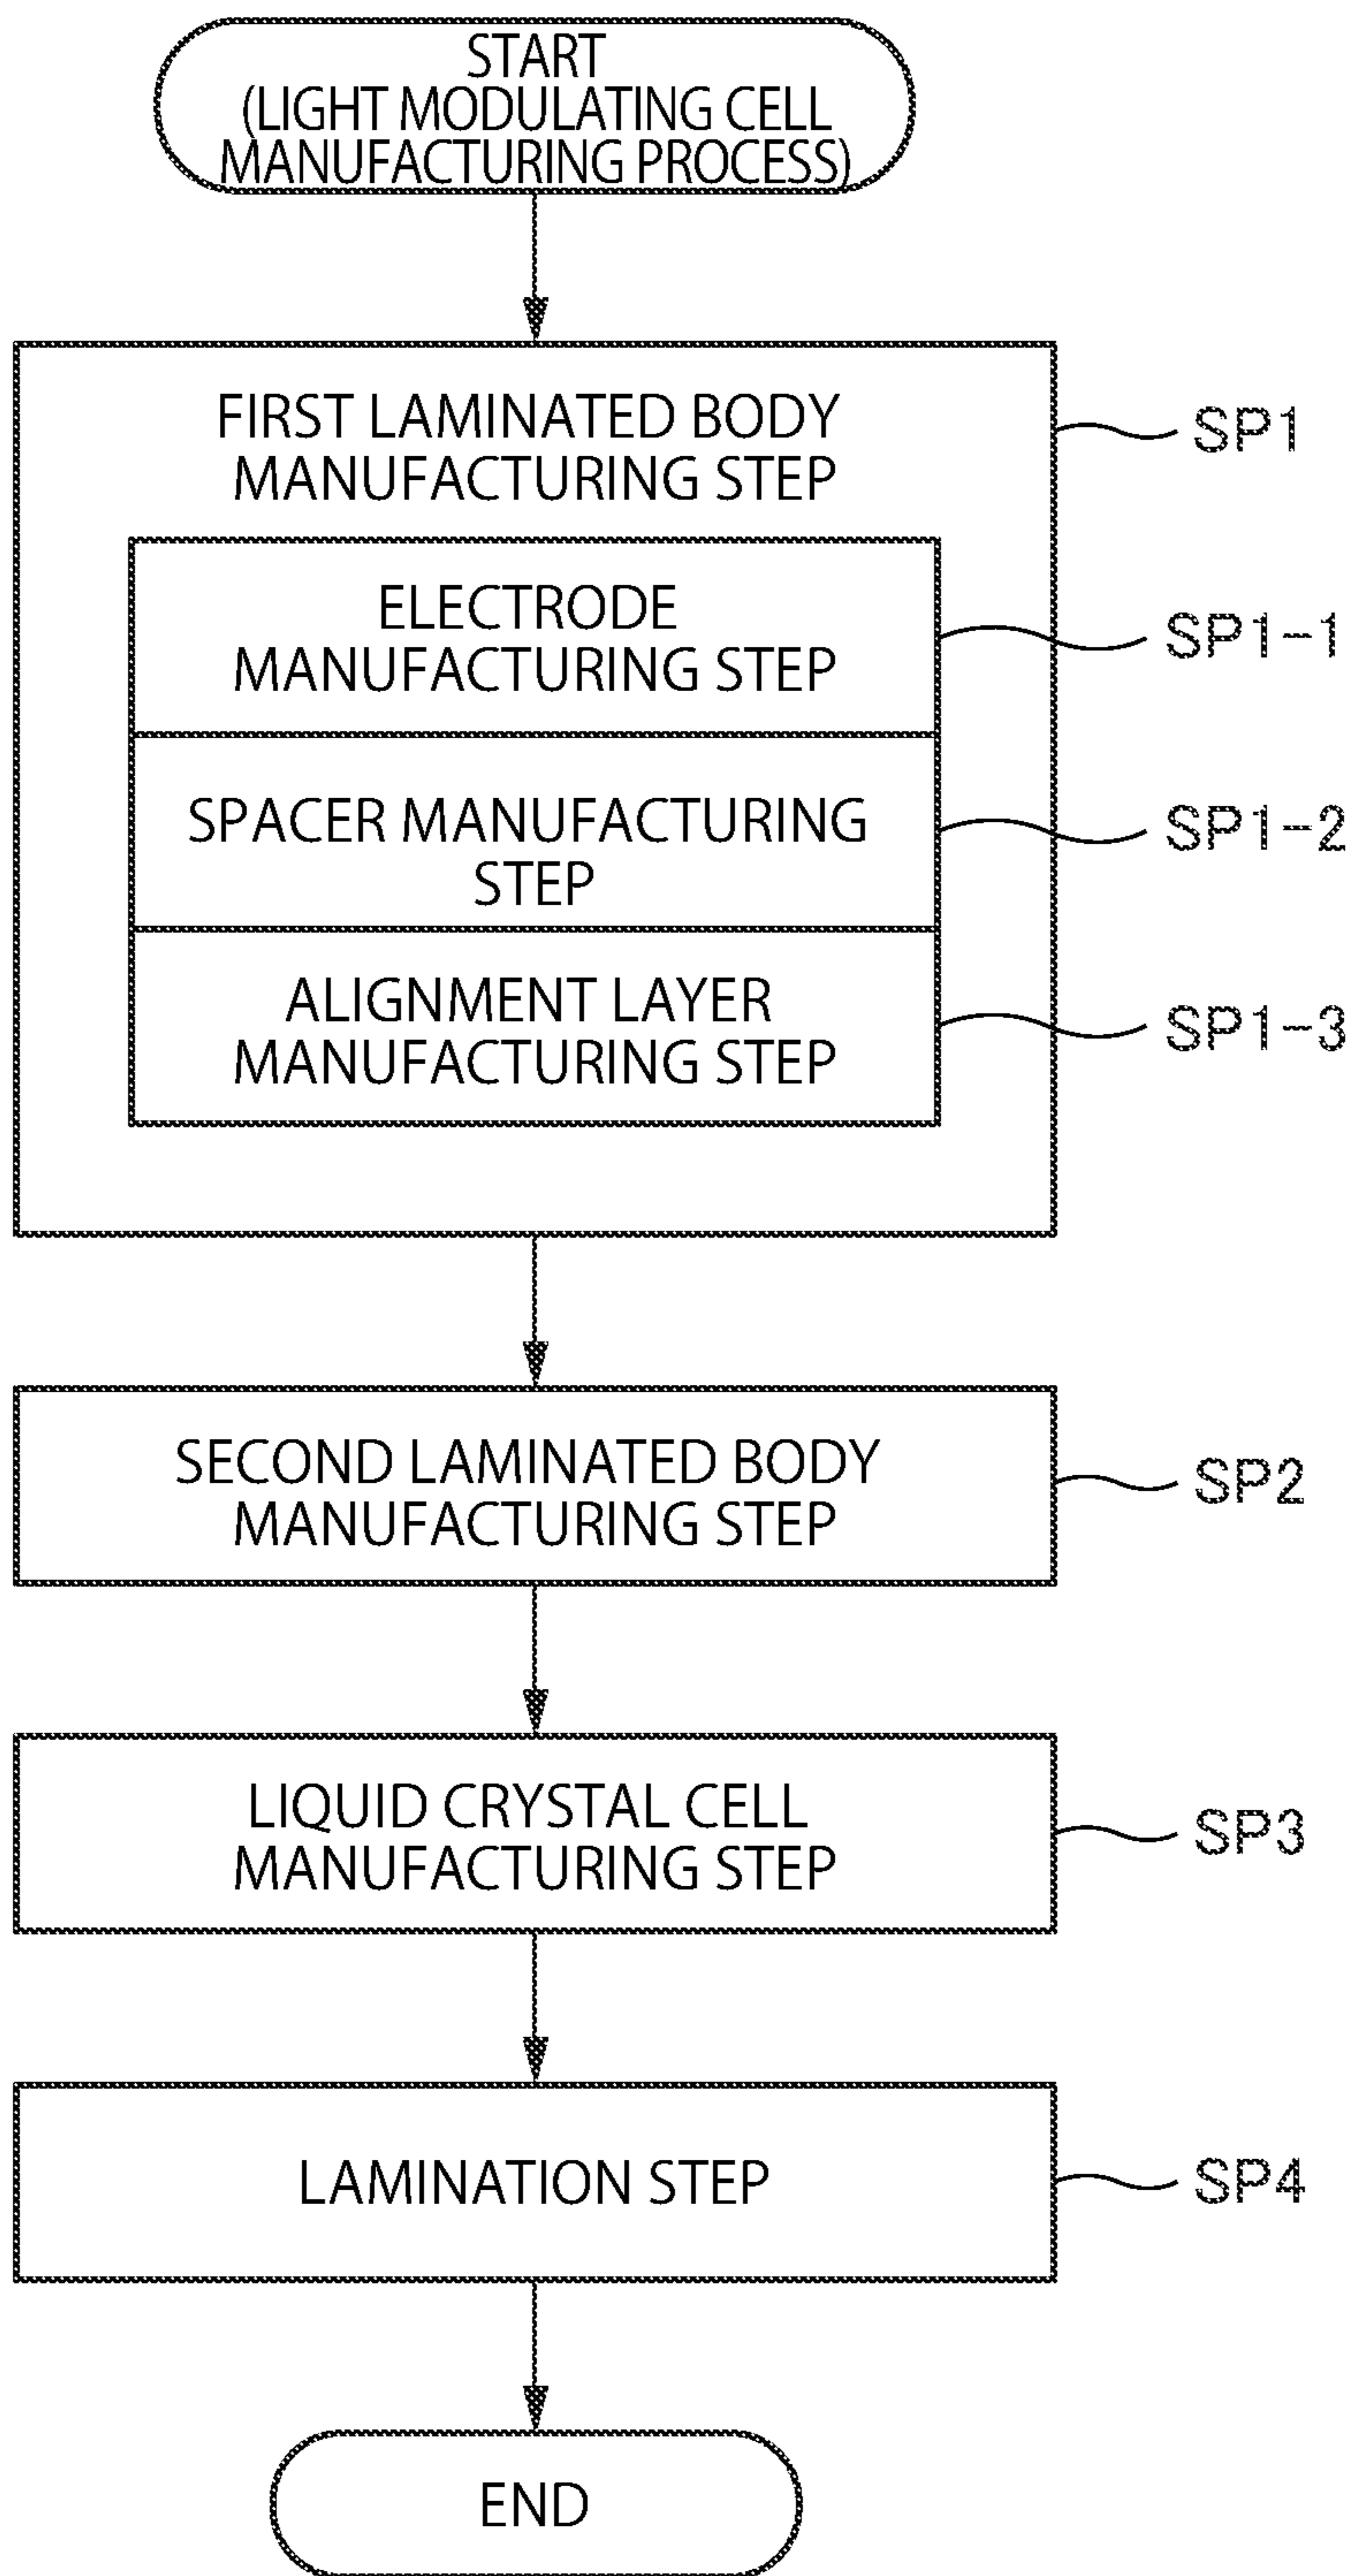 START
(LIGHT MODULATING CELL
MANUFACTURING PROCESS)
FIRST LAMINATED BODY
MANUFACTURING STEP
SP1
ELECTRODE
MANUFACTURING STEP
SP1-1
SPACER MANUFACTURING
STEP
SP1-2
ALIGNMENT LAYER
MANUFACTURING STEP
SP1-3
SECOND LAMINATED BODY
MANUFACTURING STEP
SP2
LIQUID CRYSTAL CELL
MANUFACTURING STEP
SP3
LAMINATION STEP
SP4
END